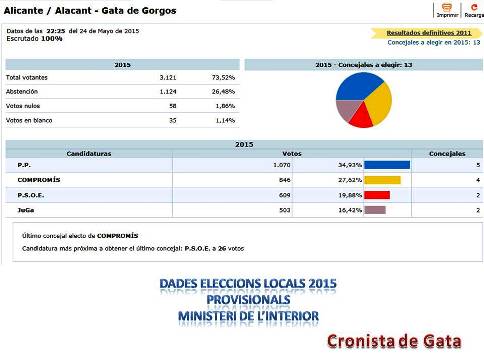 Alicante / Alacant - Gata de Gorgos
Imprimir
Recarga
Datos de las 22:25 del 24 de Mayo de 2015
Escrutado 100%
Resultados definitivos 2011
Concejales a elegir en 2015: 13
2015
Total votantes 3.121 73,52%
Abstención 1.124 26,48%
Votos nulos 58 1,86%
Votos en blanco 35 1,14%
2015 - Concejales a elegir: 13
2015
Candidaturas Votos Concejales
P.P. 1.070 34,93% 5
COMPROMÍS 846 27,62% 4
P.S.O.E. 609 19,88% 2
JuGa 503 16,42% 2
Último concejal electo de COMPROMÍS
Candidatura más próxima a obtener el último concejal: P.S.O.E. a 26 votos
DADES ELECCIONS LOCALS 2015
PROVISIONALS
MINISTERI DE L'INTERIOR
Cronista de Gata